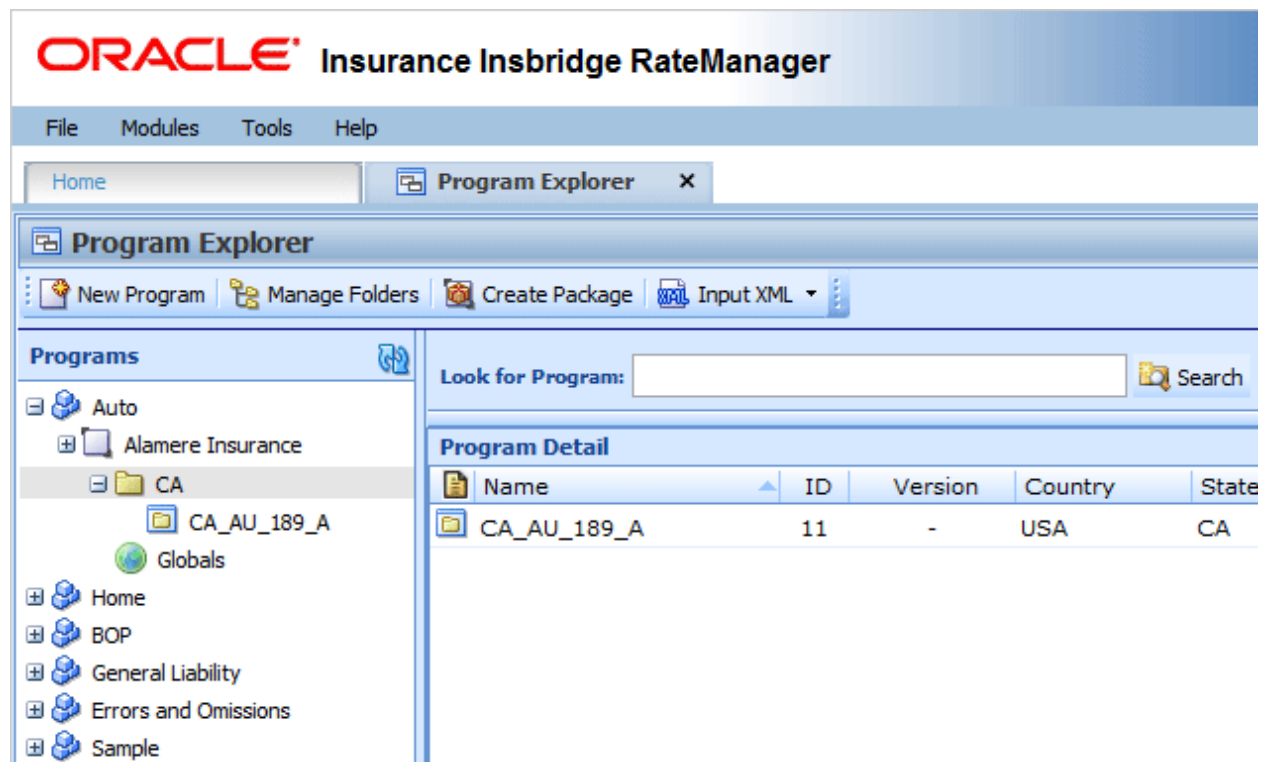 ORACLE Insurance Insbridge RateManager
File Modules Tools Help
Home Program Explorer x
Program Explorer
New Program Manage Folders Create Package XML Input XML
Programs
Look for Program: Search
Auto
Alamere Insurance
CA
CA_AU_189_A
Globals
Home
BOP
General Liability
Errors and Omissions
Sample
Program Detail
Name ID Version Country State
CA_AU_189_A 11 - USA CA